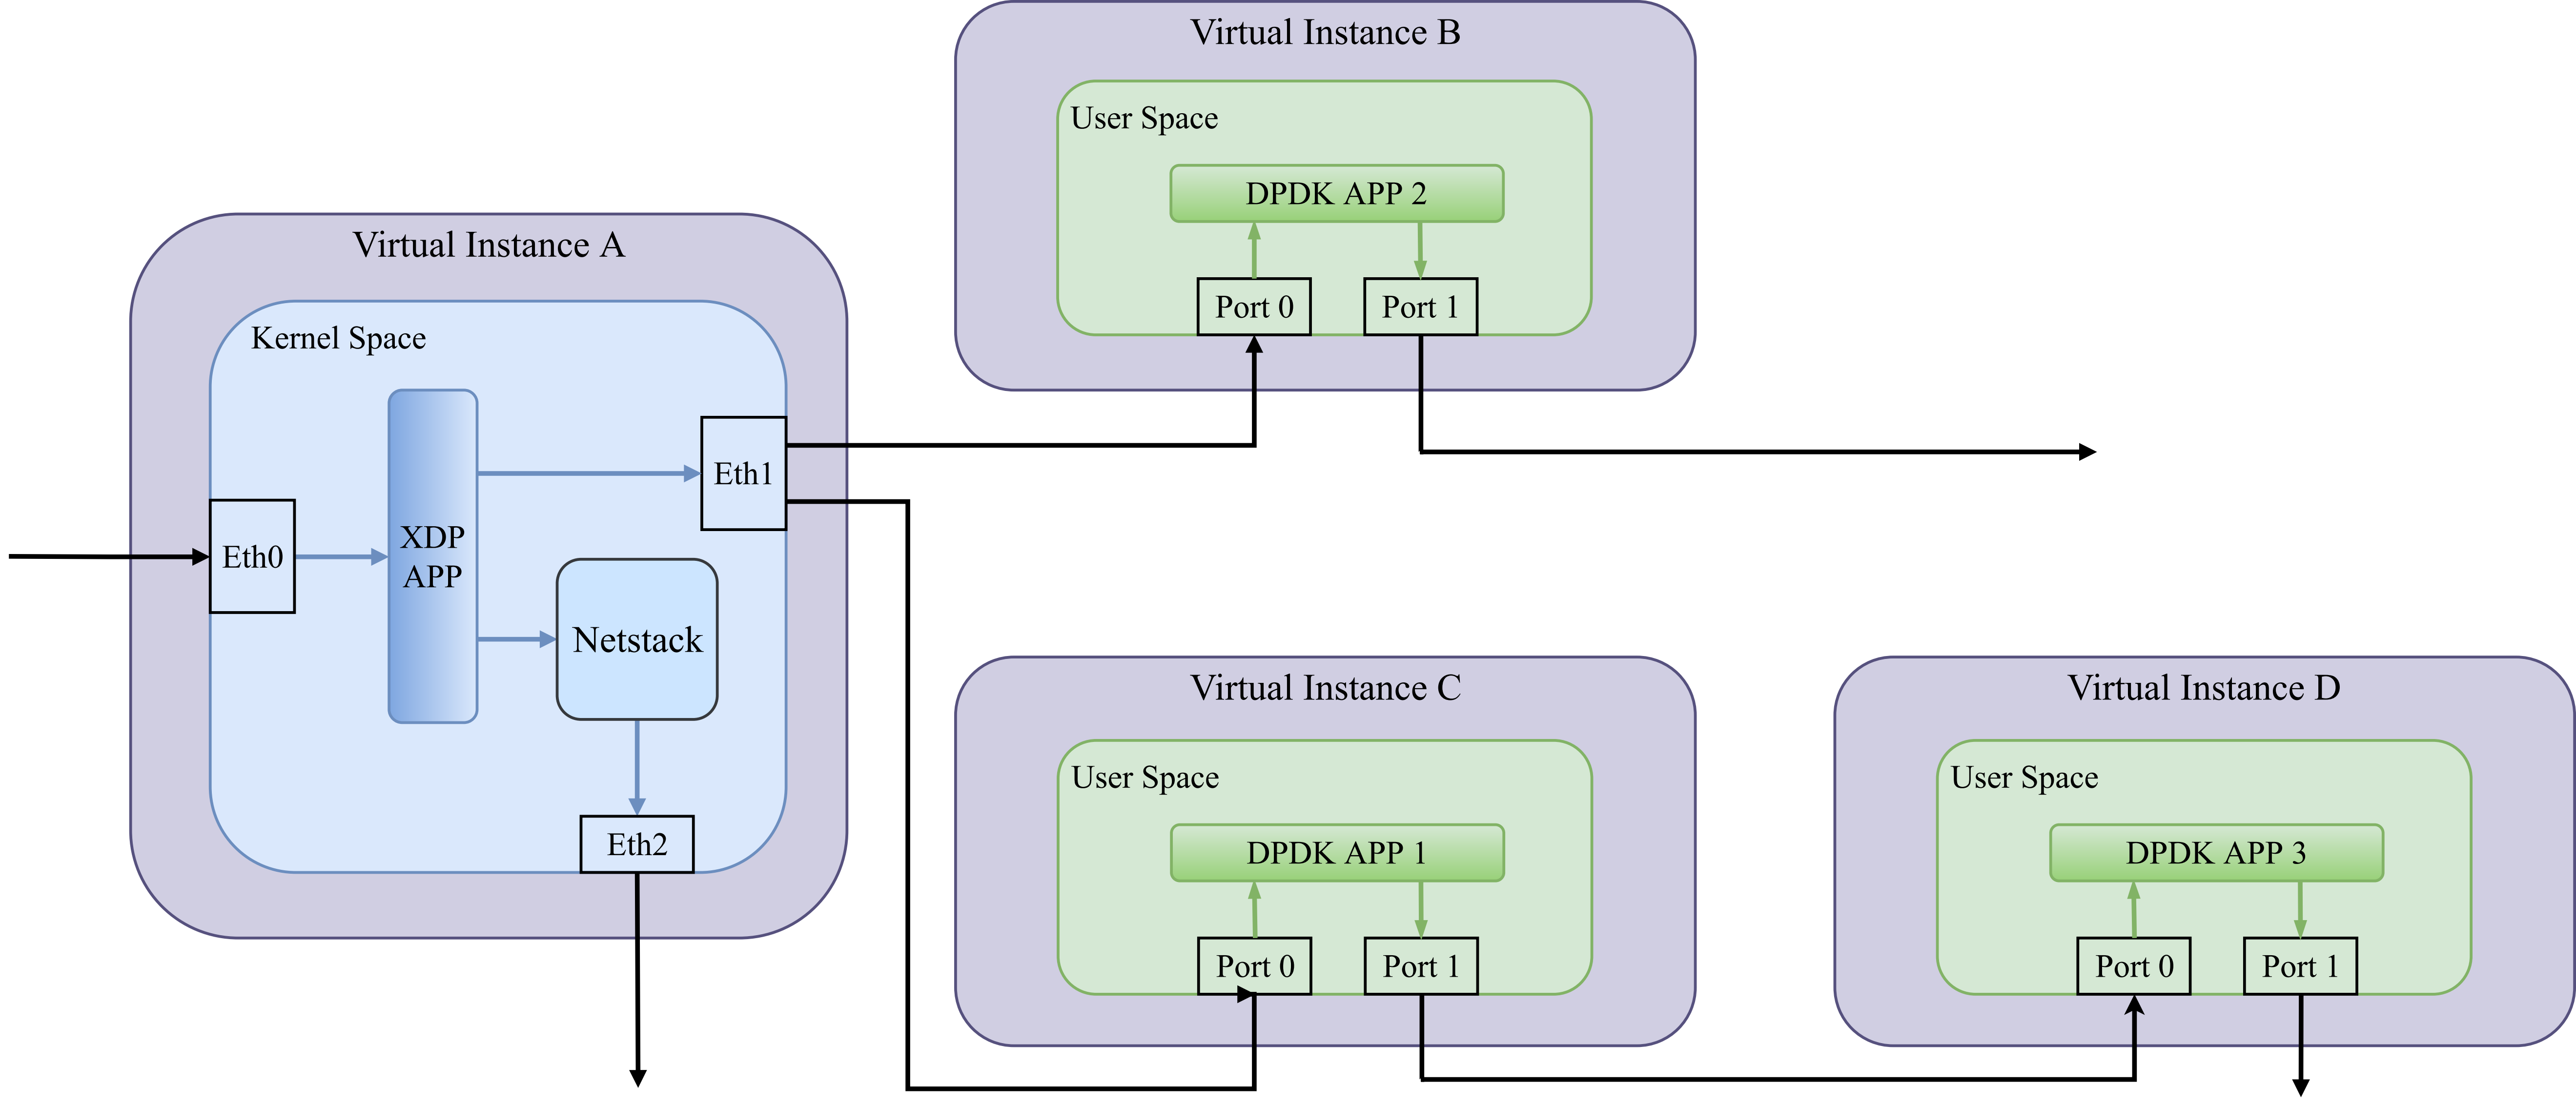 Virtual Instance B
User Space
DPDK APP 2
Port 0
Port 1
Virtual Instance A
Kernel Space
Eth1
Eth0
XDP
APP
Netstack
Eth2
Virtual Instance C
User Space
DPDK APP 1
Port 0
Port 1
Virtual Instance D
User Space
DPDK APP 3
Port 0
Port 1